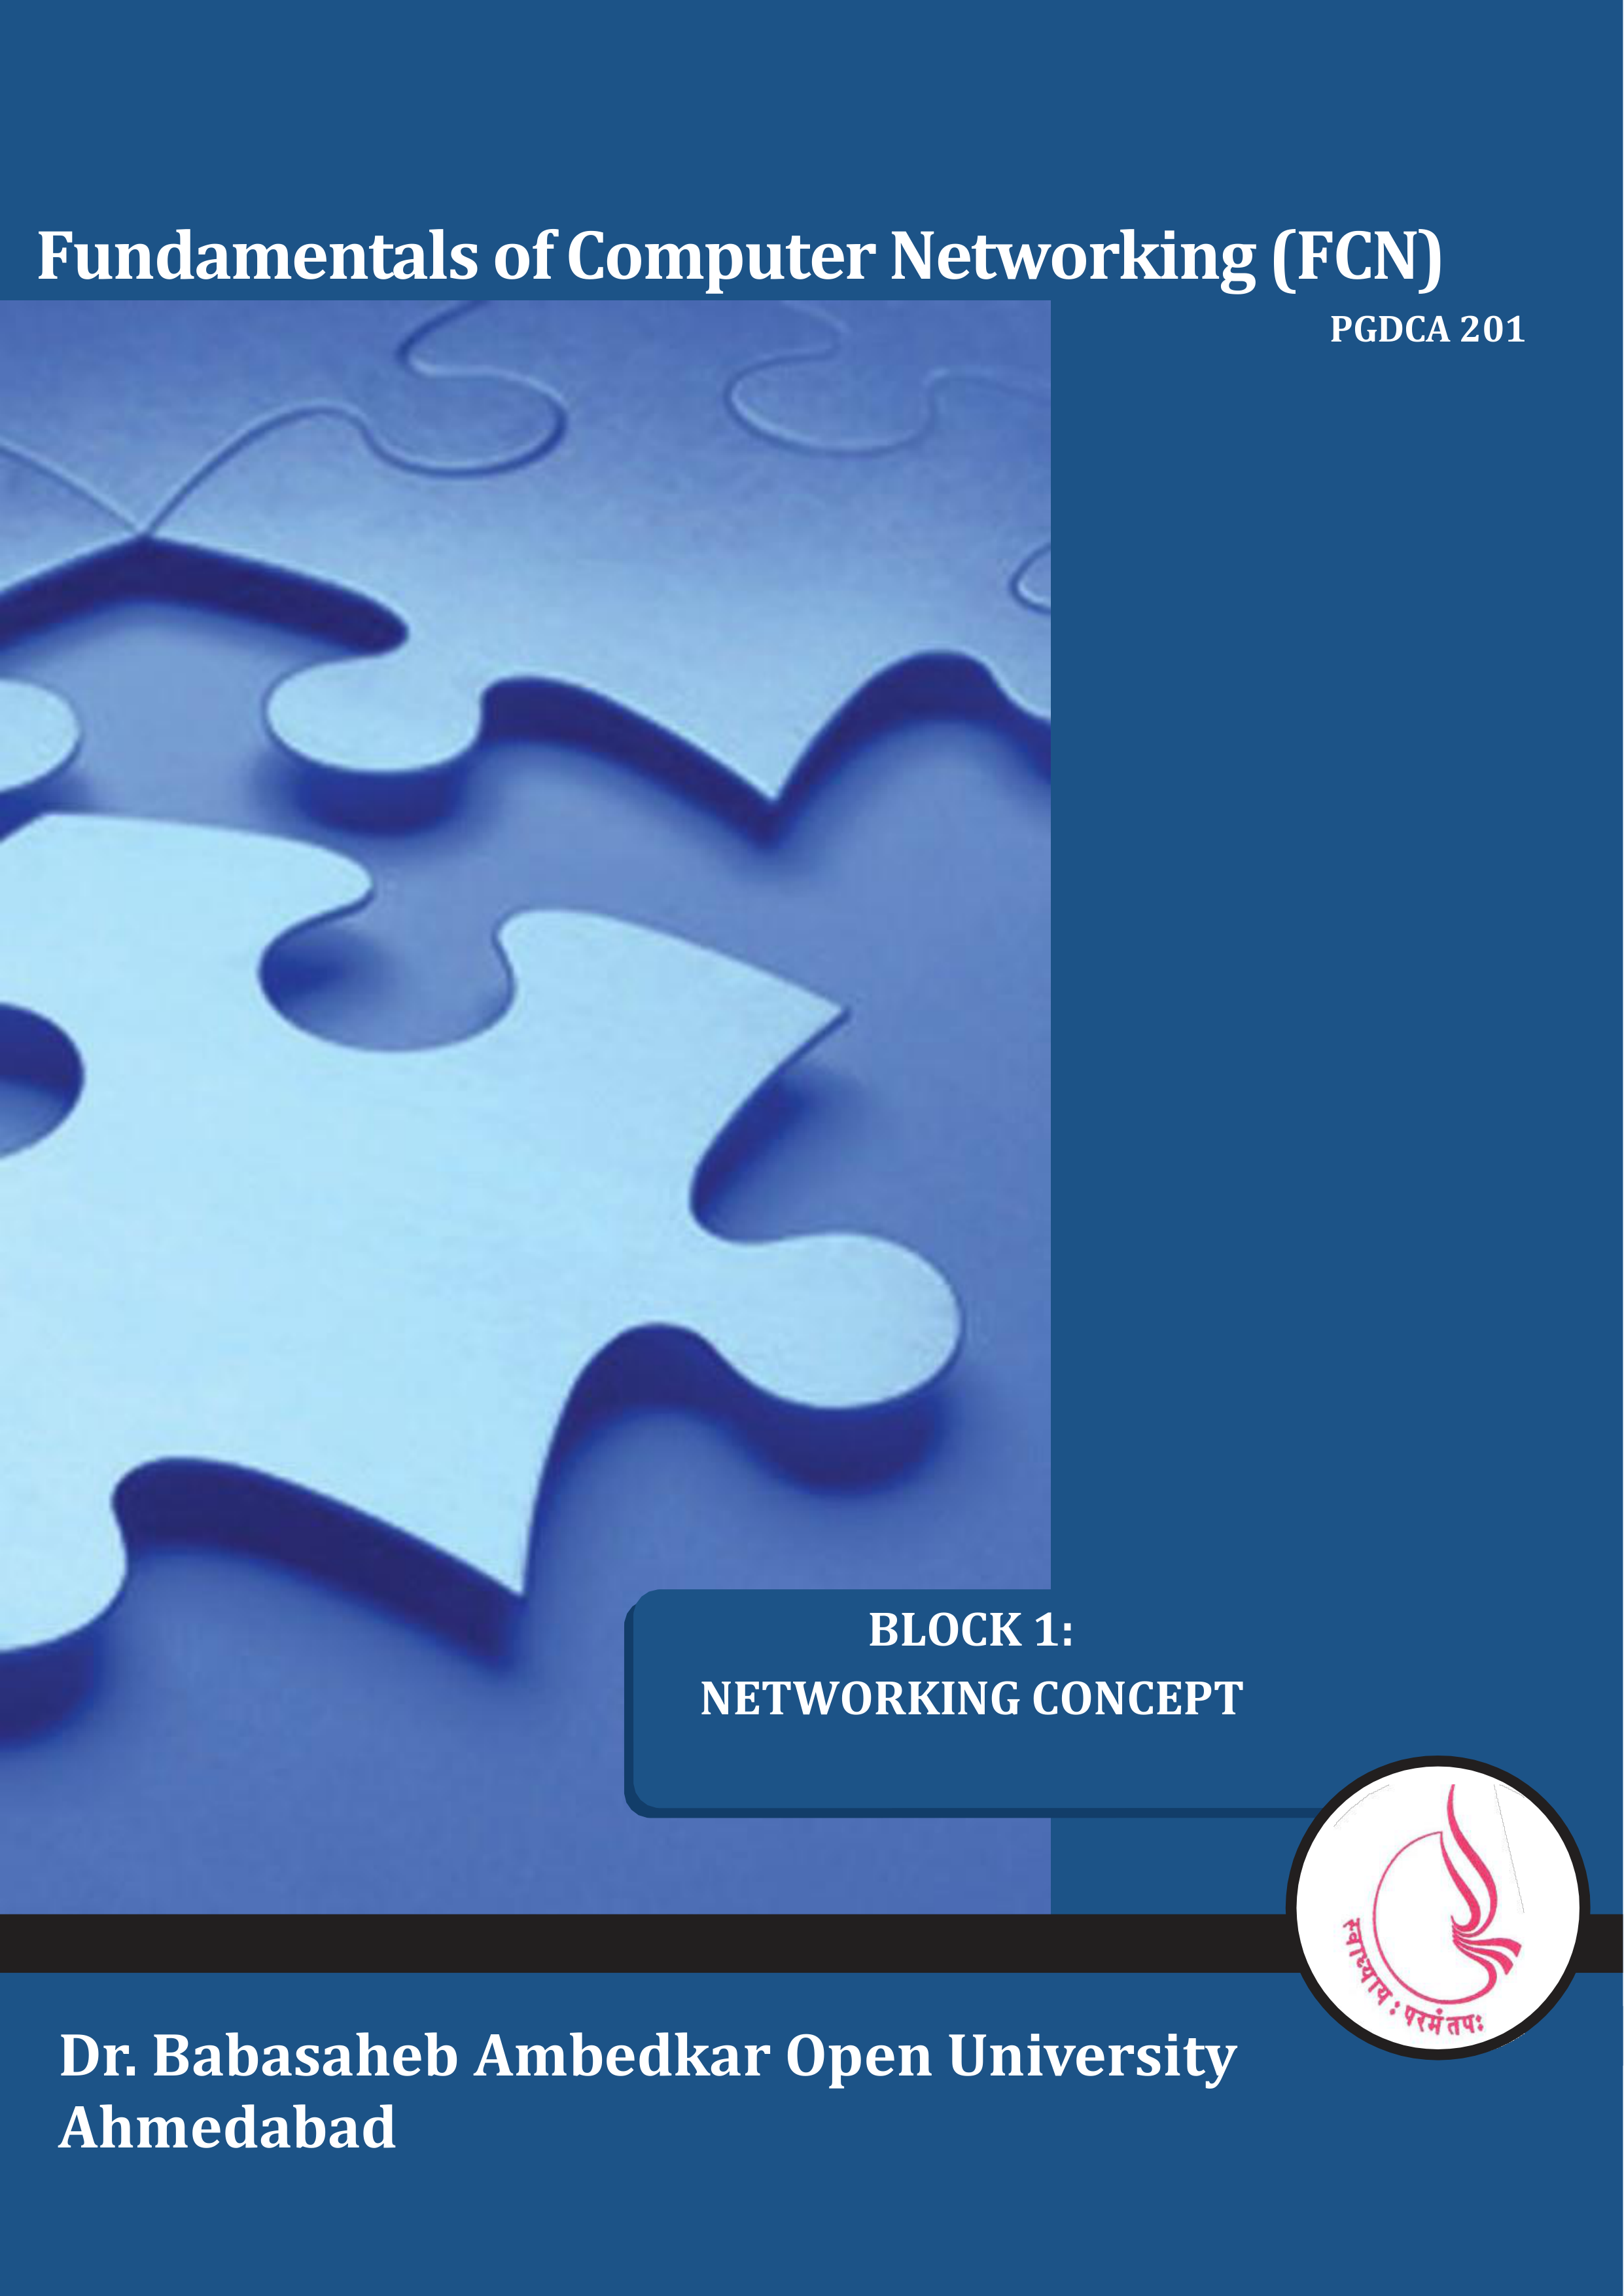 Fundamentals of Computer Networking (FCN)
PGDCA 201
BLOCK 1:
NETWORKING CONCEPT
स्वाध्याय : परमं तपः
Dr. Babasaheb Ambedkar Open University
Ahmedabad